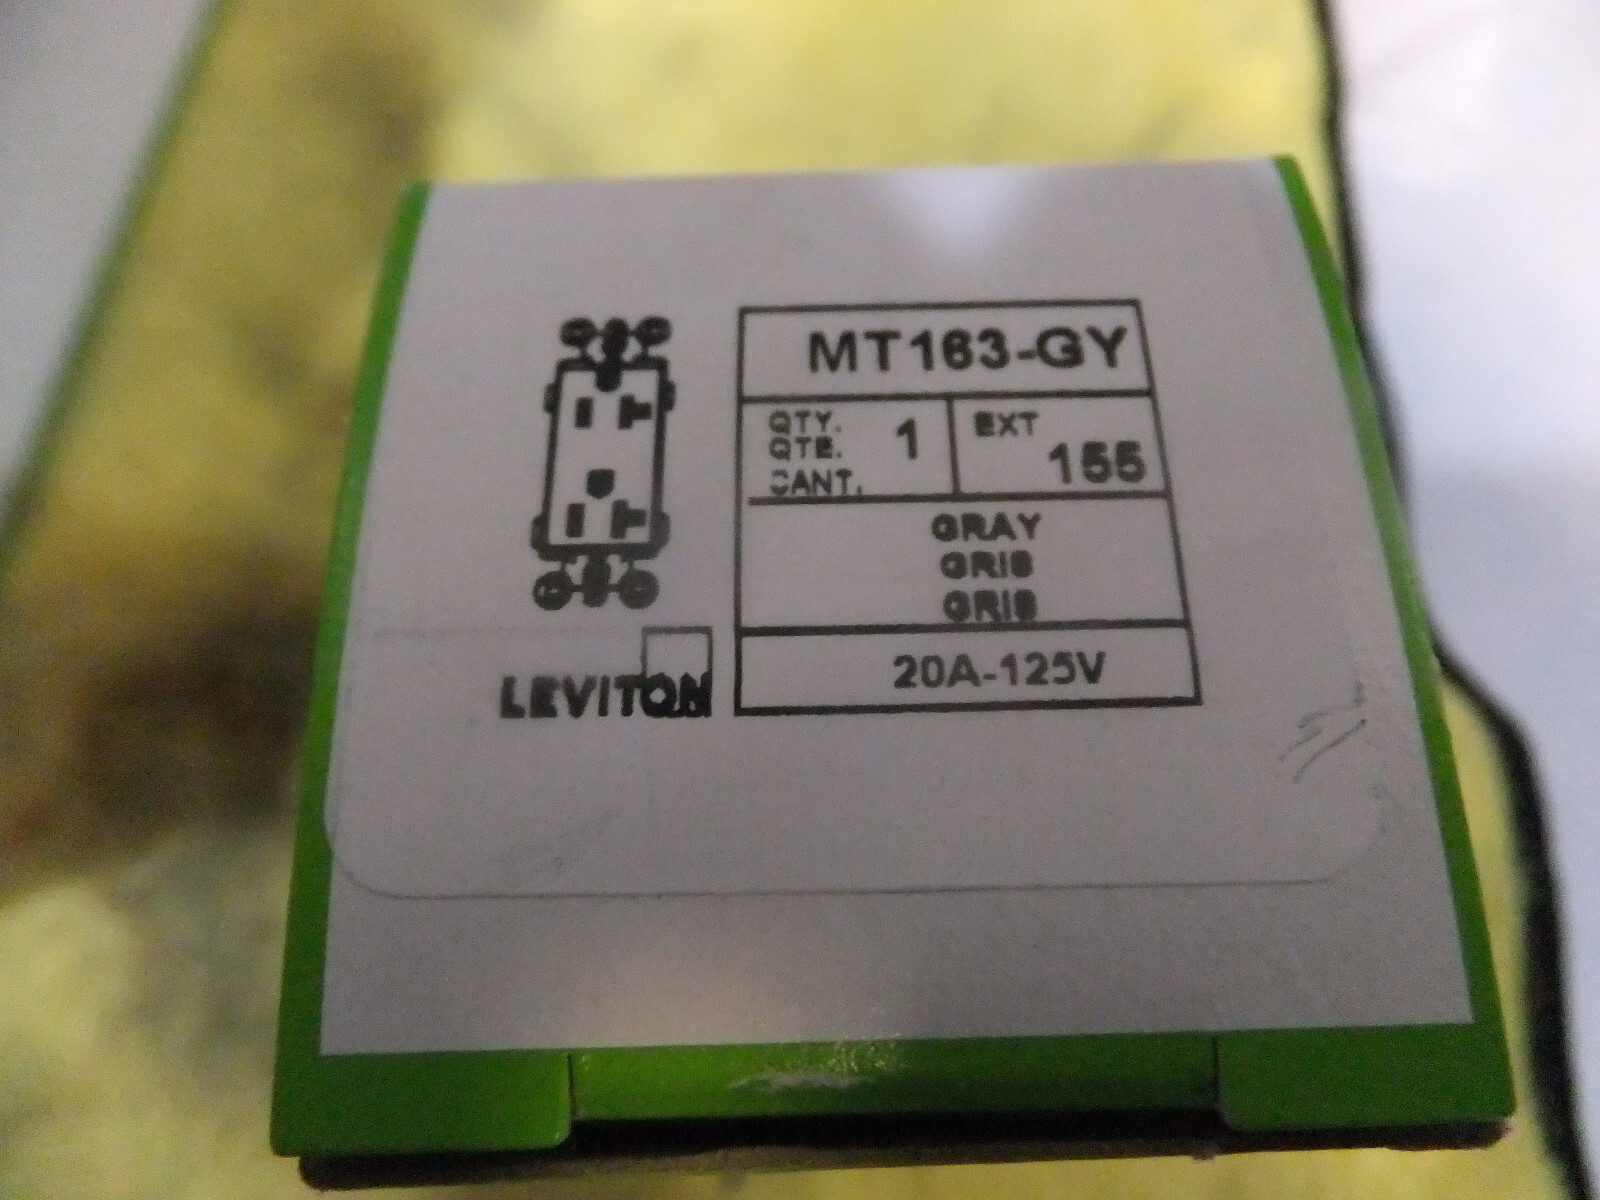 MT163-GY
QTY.
QTE.
CANT.
1
EXT
155
GRAY
GRIS
GRIS
20A-125V
LEVITON